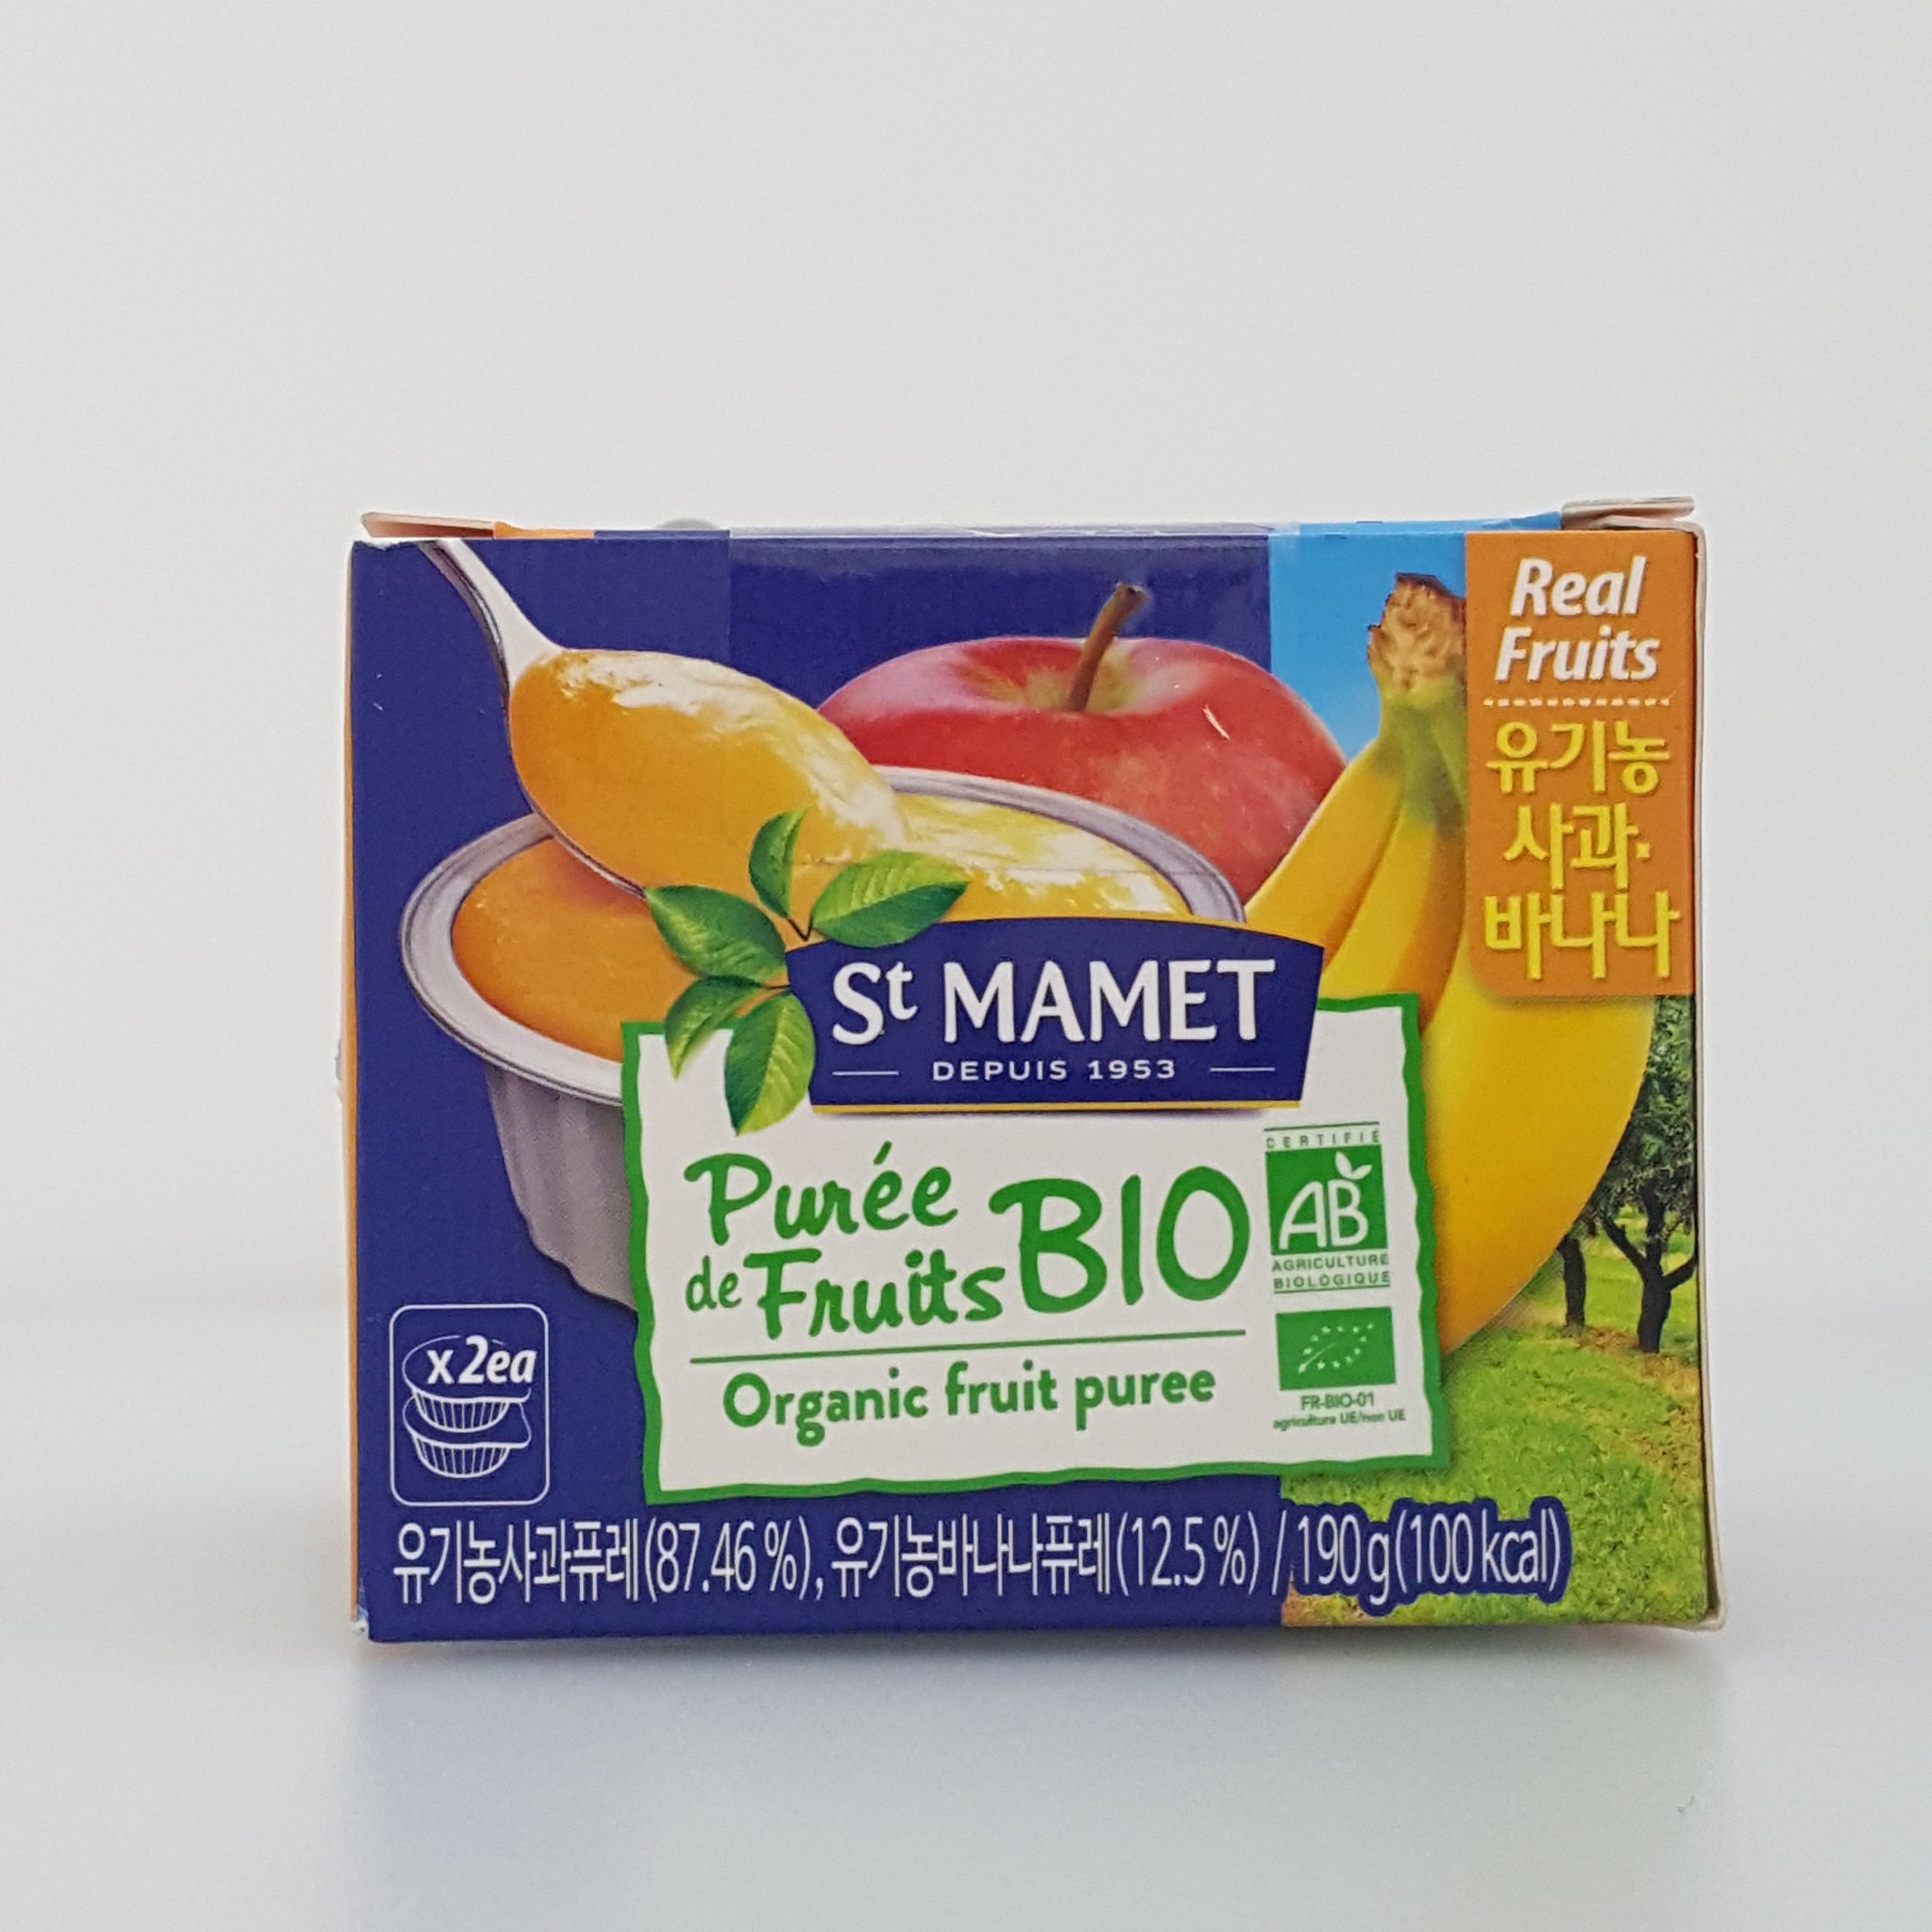 Real
Fruits
유기농
사과·
바나나
St MAMET
DEPUIS 1953
Purée
de Fruits BIO
Organic fruit puree
CERTIFIÉ
AB
AGRICULTURE
BIOLOGIQUE
FR-BIO-01
agriculture UE/non UE
x2ea
유기농사과퓨레(87.46%), 유기농바나나퓨레(12.5%) / 190g(100kcal)